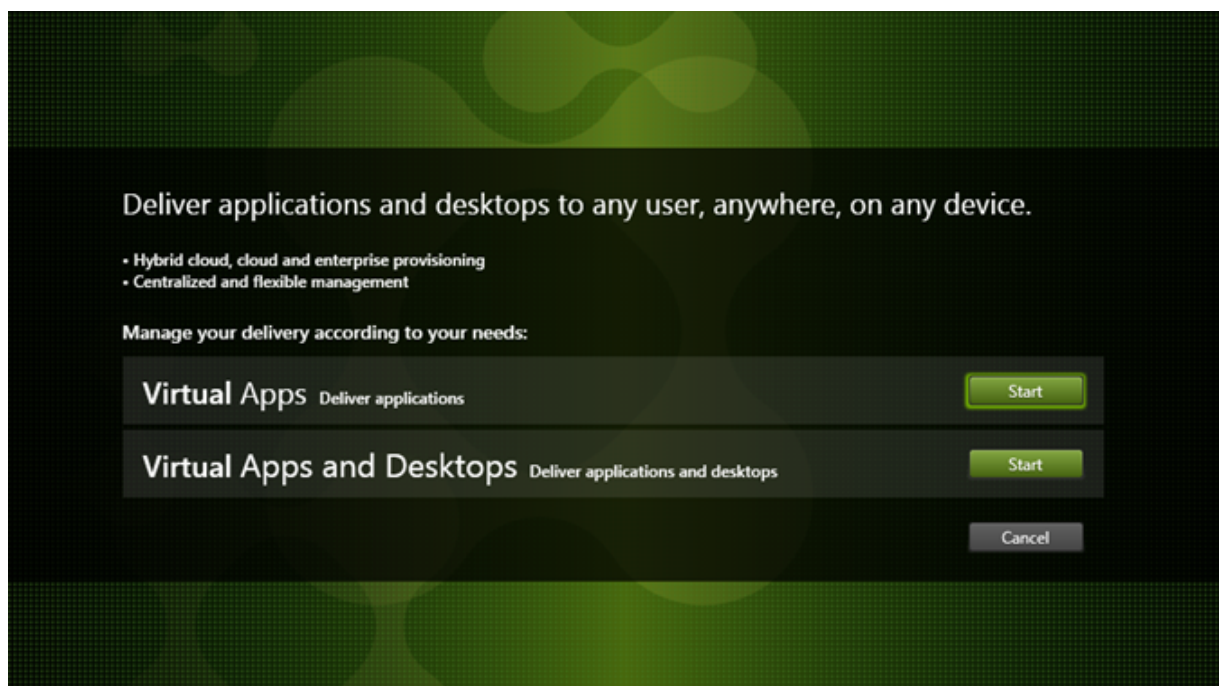 Deliver applications and desktops to any user, anywhere, on any device.
• Hybrid cloud, cloud and enterprise provisioning
• Centralized and flexible management
Manage your delivery according to your needs:
Virtual Apps Deliver applications
Start
Virtual Apps and Desktops Deliver applications and desktops
Start
Cancel